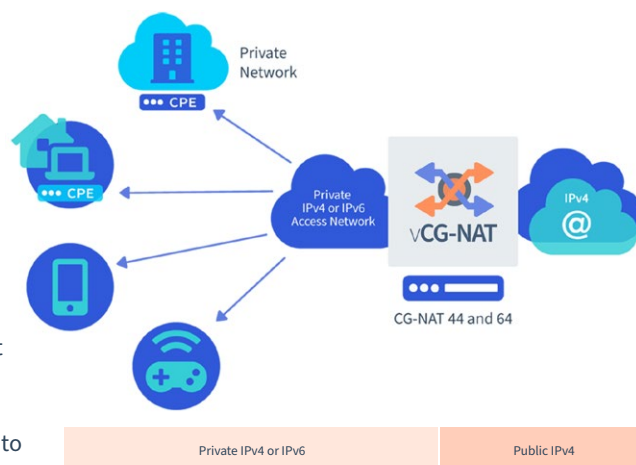 Private
Network
CPE
CPE
Private
IPv4 or IPv6
Access Network
vCG-NAT
IPv4
@
CG-NAT 44 and 64
t
to
Private IPv4 or IPv6
Public IPv4